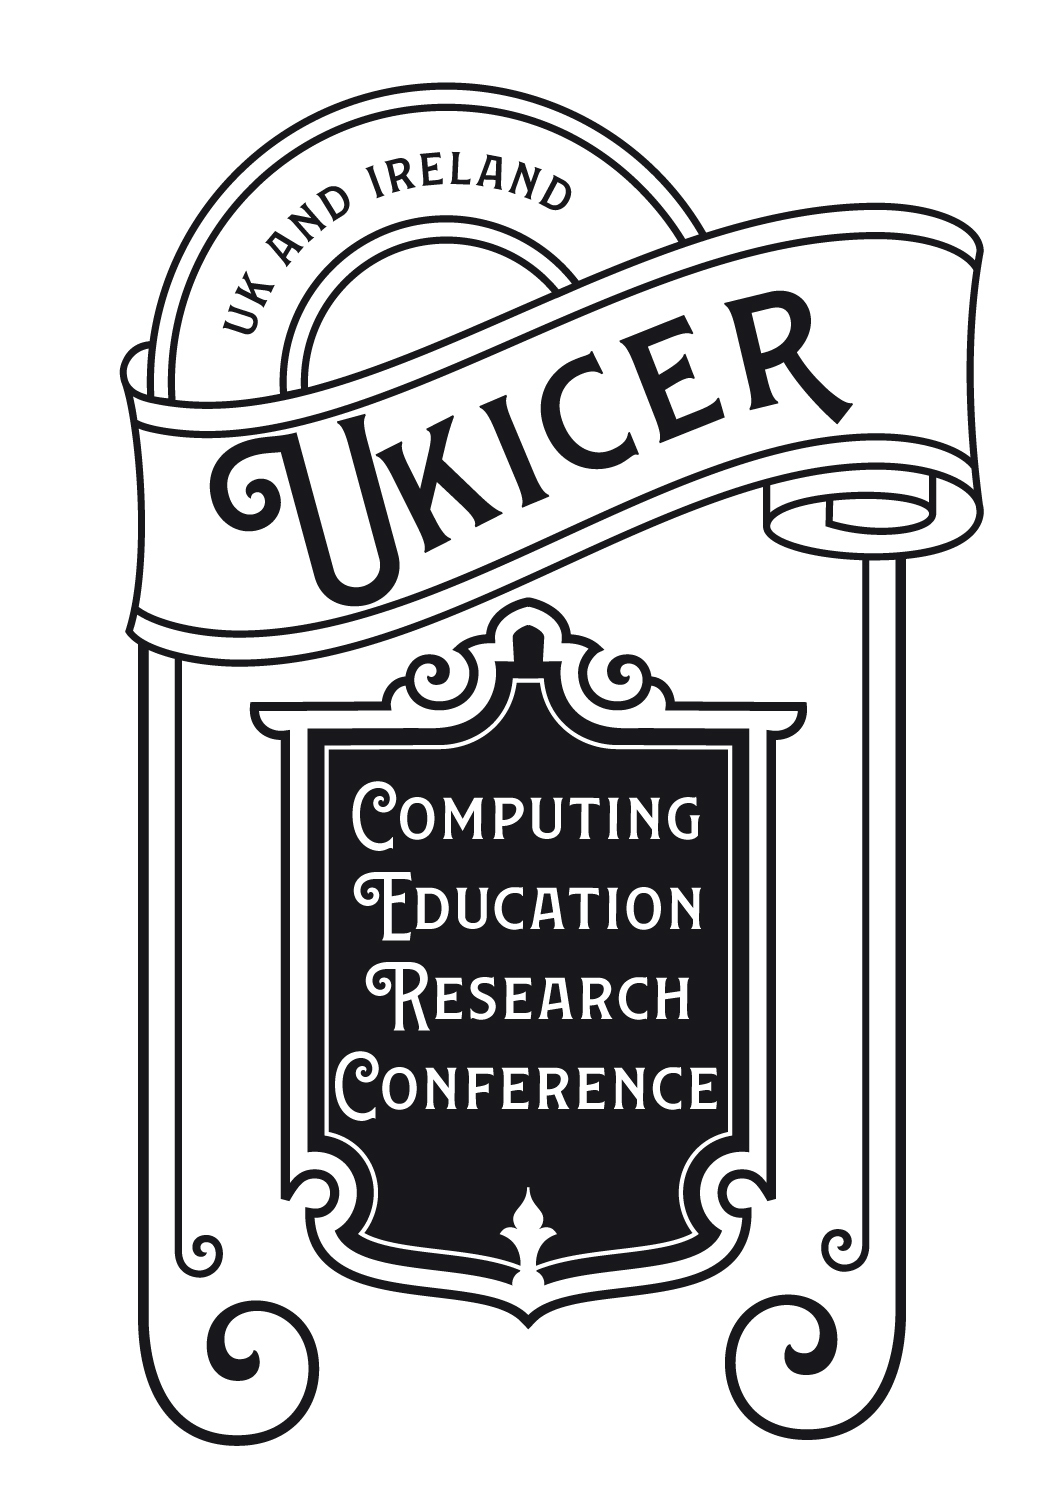 UK AND IRELAND
UKICER
COMPUTING
EDUCATION
RESEARCH
CONFERENCE